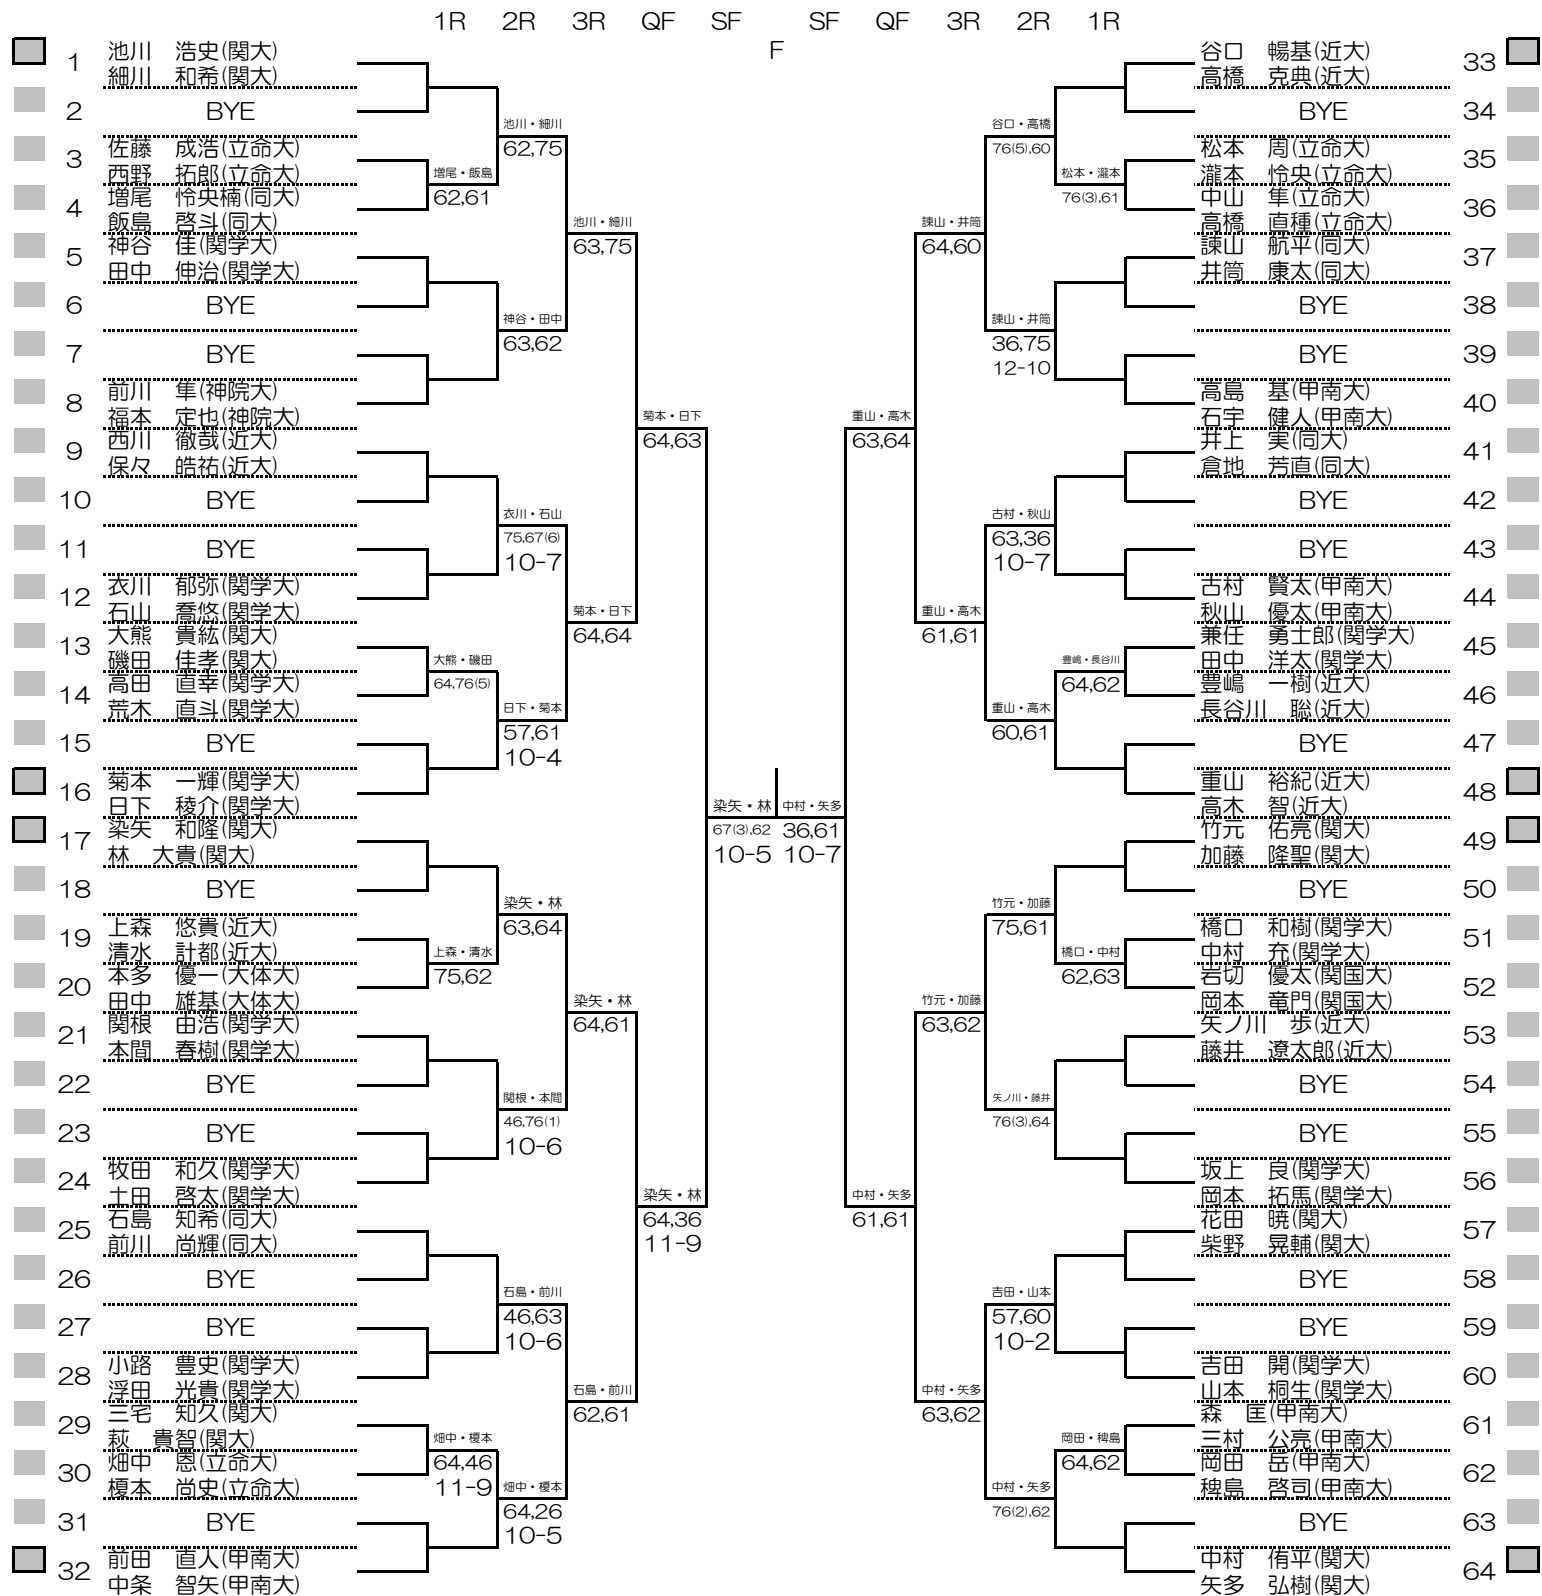 1R 2R 3R QF SF SF QF 3R 2R 1R
F
1 池川 浩史(関大)
細川 和希(関大)
2 BYE
3 佐藤 成浩(立命大)
西野 拓郎(立命大)
4 増尾 怜央楠(同大)
飯島 啓斗(同大)
5 神谷 佳(関学大)
田中 伸治(関学大)
6 BYE
7 BYE
8 前川 隼(神院大)
福本 定也(神院大)
9 西川 徹哉(近大)
保々 皓祐(近大)
10 BYE
11 BYE
12 衣川 郁弥(関学大)
石山 喬悠(関学大)
13 大熊 貴紘(関大)
磯田 佳孝(関大)
14 高田 直幸(関学大)
荒木 直斗(関学大)
15 BYE
16 菊本 一輝(関学大)
日下 稜介(関学大)
17 染矢 和隆(関大)
林 大貴(関大)
18 BYE
19 上森 悠貴(近大)
清水 計都(近大)
20 本多 優一(大体大)
田中 雄基(大体大)
21 関根 由浩(関学大)
本間 春樹(関学大)
22 BYE
23 BYE
24 牧田 和久(関学大)
土田 啓太(関学大)
25 石島 知希(同大)
前川 尚輝(同大)
26 BYE
27 BYE
28 小路 豊史(関学大)
浮田 光貴(関学大)
29 三宅 知久(関大)
萩 貴智(関大)
30 畑中 恩(立命大)
榎本 尚史(立命大)
31 BYE
32 前田 直人(甲南大)
中条 智矢(甲南大)
増尾・飯島
62,61
大熊・磯田
64,76(5)
上森・清水
75,62
畑中・榎本
64,46
11-9
池川・細川
62,75
神谷・田中
63,62
衣川・石山
75,67(6)
10-7
日下・菊本
57,61
10-4
染矢・林
63,64
関根・本間
46,76(1)
10-6
石島・前川
46,63
10-6
畑中・榎本
64,26
10-5
池川・細川
63,75
菊本・日下
64,64
染矢・林
64,61
石島・前川
62,61
菊本・日下
64,63
染矢・林
64,36
11-9
染矢・林
67(3),62
10-5
中村・矢多
36,61
10-7
重山・高木
63,64
中村・矢多
61,61
諫山・井筒
64,60
重山・高木
61,61
竹元・加藤
63,62
中村・矢多
63,62
谷口・高橋
76(5),60
諫山・井筒
36,75
12-10
古村・秋山
63,36
10-7
重山・高木
60,61
竹元・加藤
75,61
矢ノ川・藤井
76(3),64
吉田・山本
57,60
10-2
中村・矢多
76(2),62
松本・瀧本
76(3),61
豊嶋・長谷川
64,62
橋口・中村
62,63
岡田・稗島
64,62
谷口 暢基(近大) 33
高橋 克典(近大)
BYE 34
松本 周(立命大) 35
瀧本 怜央(立命大)
中山 隼(立命大) 36
高橋 直種(立命大)
諫山 航平(同大) 37
井筒 康太(同大)
BYE 38
BYE 39
高島 基(甲南大) 40
石宇 健人(甲南大)
井上 実(同大) 41
倉地 芳直(同大)
BYE 42
BYE 43
古村 賢太(甲南大) 44
秋山 優太(甲南大)
兼任 勇士郎(関学大) 45
田中 洋太(関学大)
豊嶋 一樹(近大) 46
長谷川 聡(近大)
BYE 47
重山 裕紀(近大) 48
高木 智(近大)
竹元 佑亮(関大) 49
加藤 隆聖(関大)
BYE 50
橋口 和樹(関学大) 51
中村 充(関学大)
岩切 優太(関国大) 52
岡本 竜門(関国大)
矢ノ川 歩(近大) 53
藤井 遼太郎(近大)
BYE 54
BYE 55
坂上 良(関学大) 56
岡本 拓馬(関学大)
花田 暁(関大) 57
柴野 晃輔(関大)
BYE 58
BYE 59
吉田 開(関学大) 60
山本 桐生(関学大)
森 匡(甲南大) 61
三村 公亮(甲南大)
岡田 岳(甲南大) 62
稗島 啓司(甲南大)
BYE 63
中村 侑平(関大) 64
矢多 弘樹(関大)